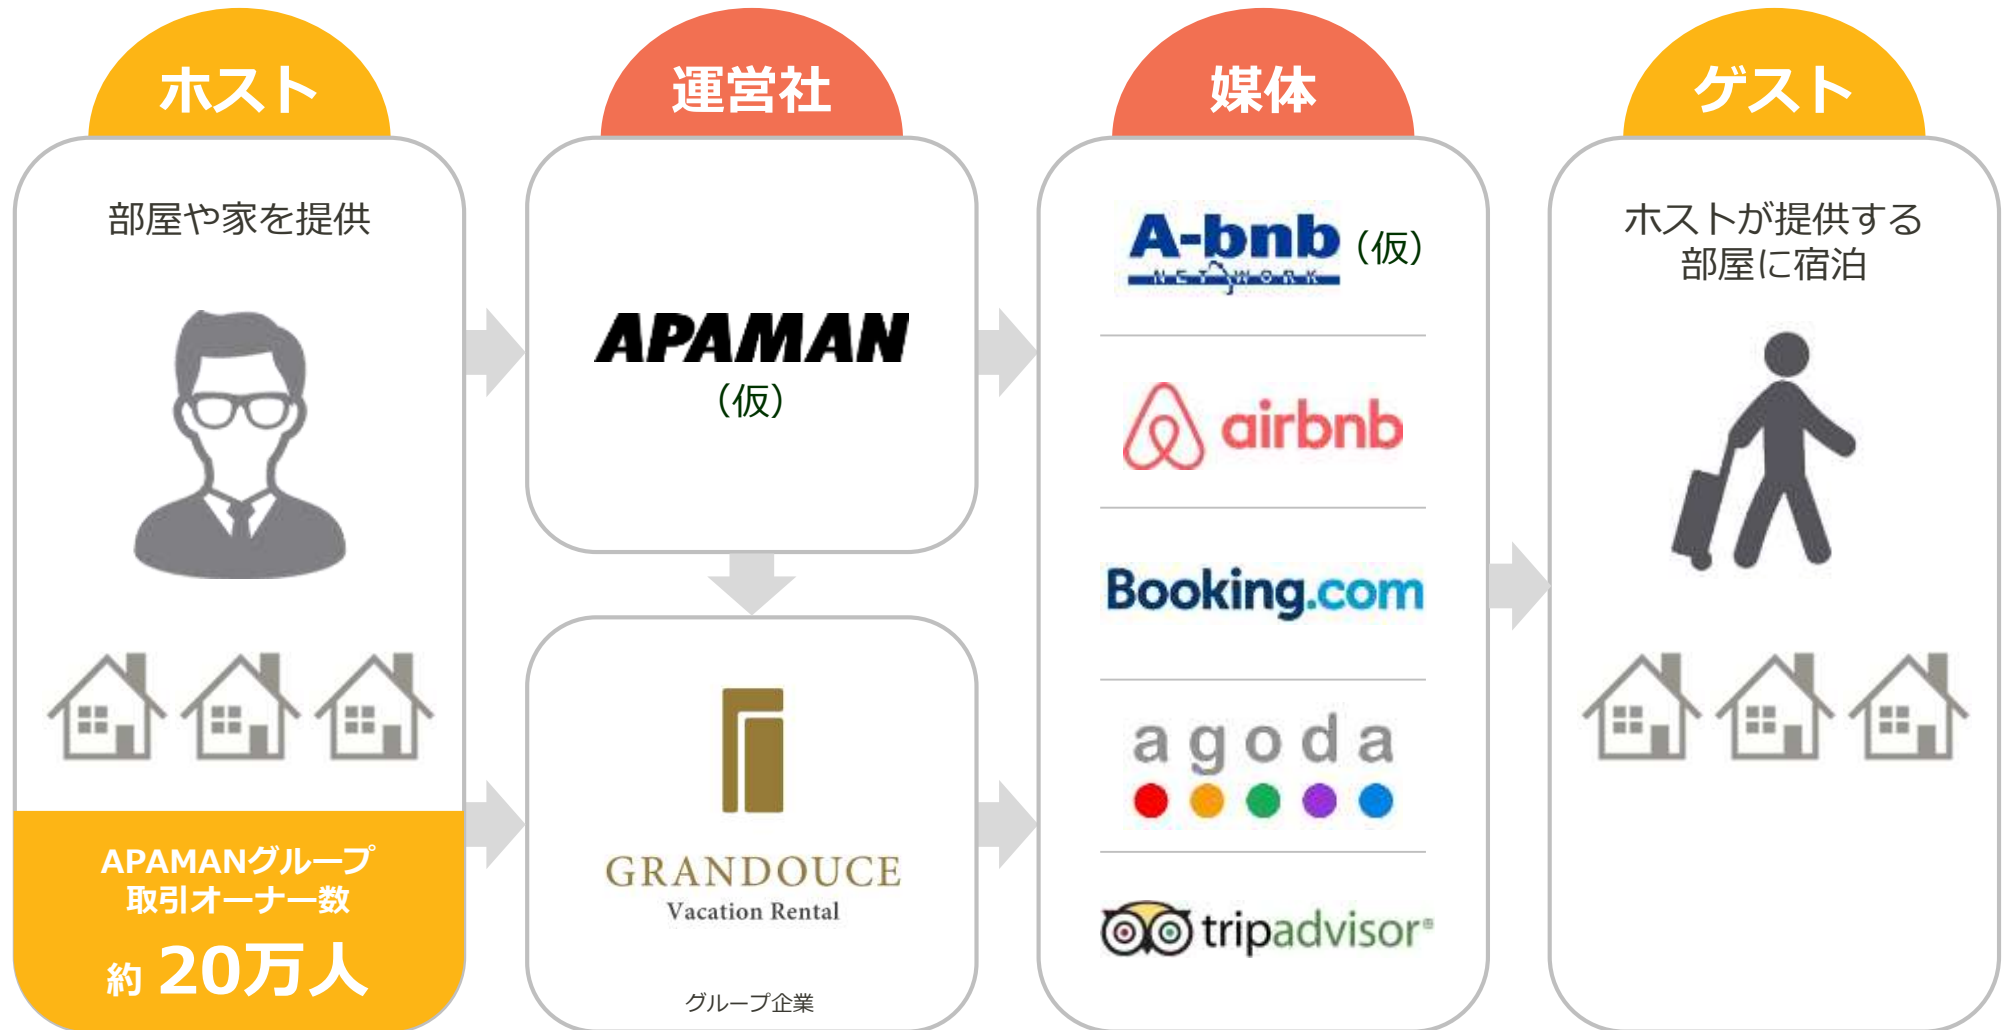 ホスト
部屋や家を提供
APAMANグループ
取引オーナー数
約 20万人
運営社
APAMAN
（仮）
GRANDOUCE
Vacation Rental
グループ企業
媒体
A-bnb（仮）
NETWORK
airbnb
Booking.com
agoda
tripadvisor®
ゲスト
ホストが提供する
部屋に宿泊